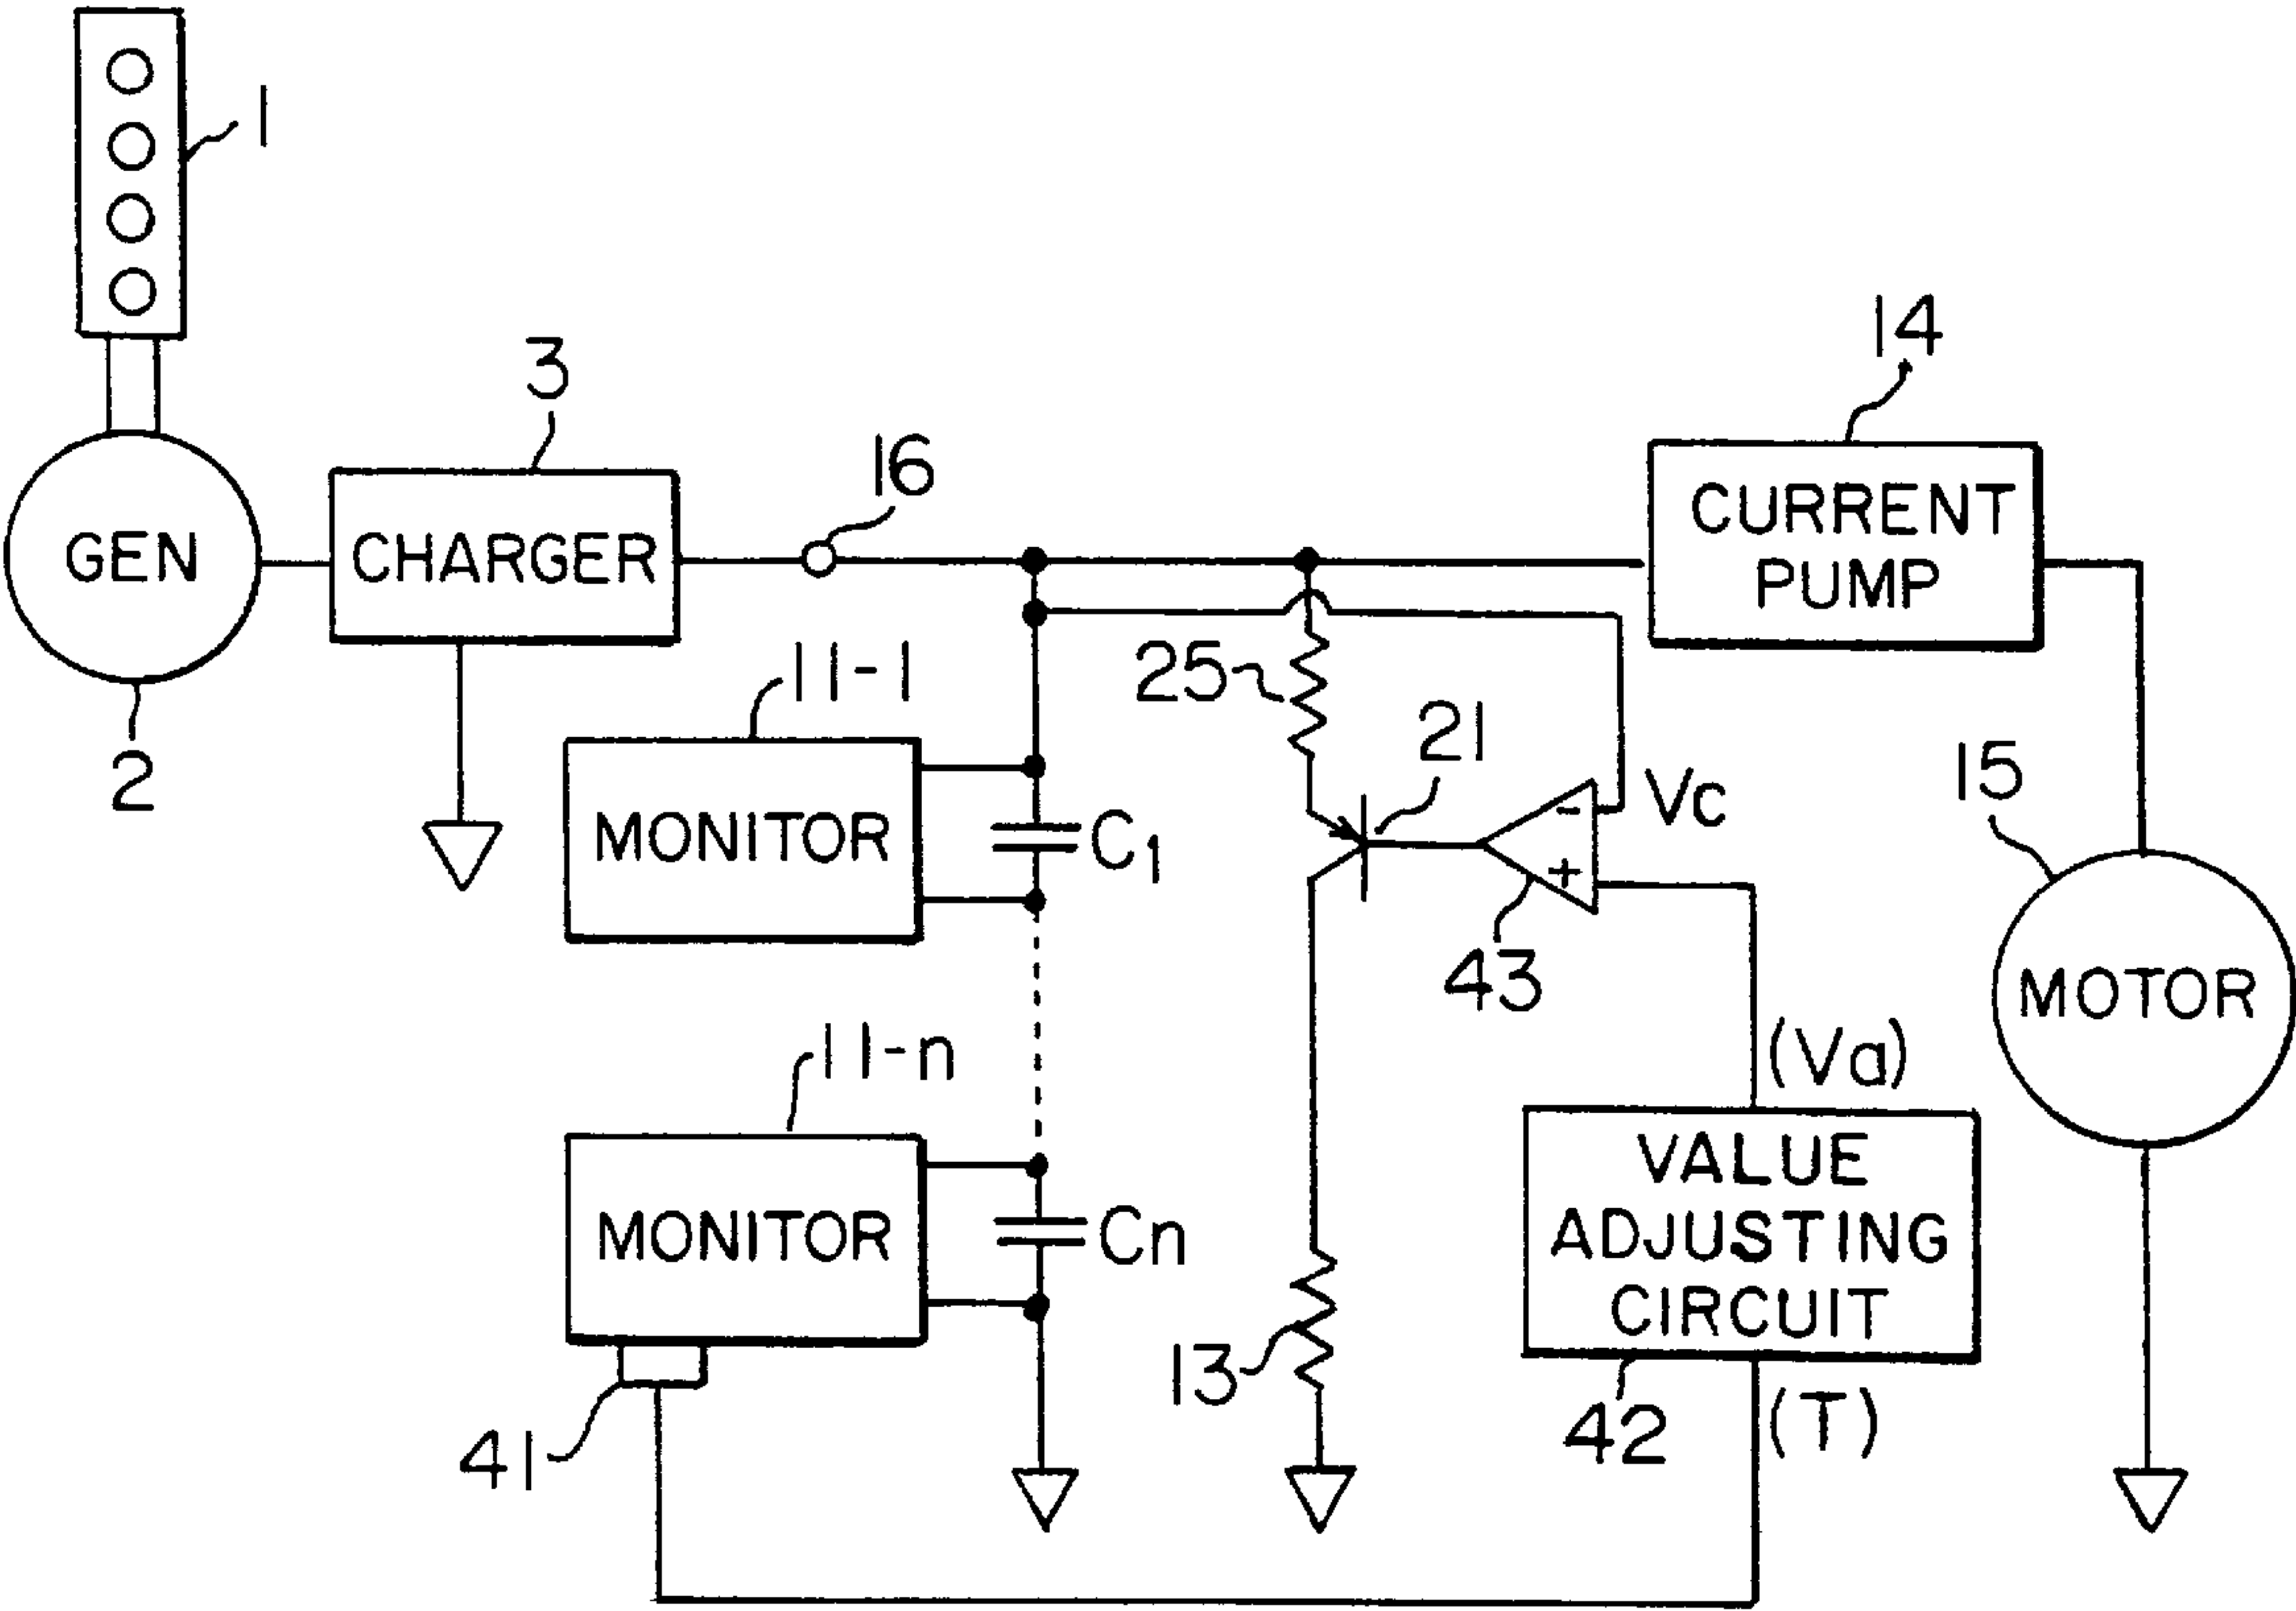 1
14
3
16
CURRENT
PUMP
GEN
CHARGER
25
11-1
21
2
15
Vc
-
MONITOR
C1
+
43
MOTOR
11-n
(Va)
VALUE
ADJUSTING
CIRCUIT
MONITOR
Cn
13
42
(T)
41